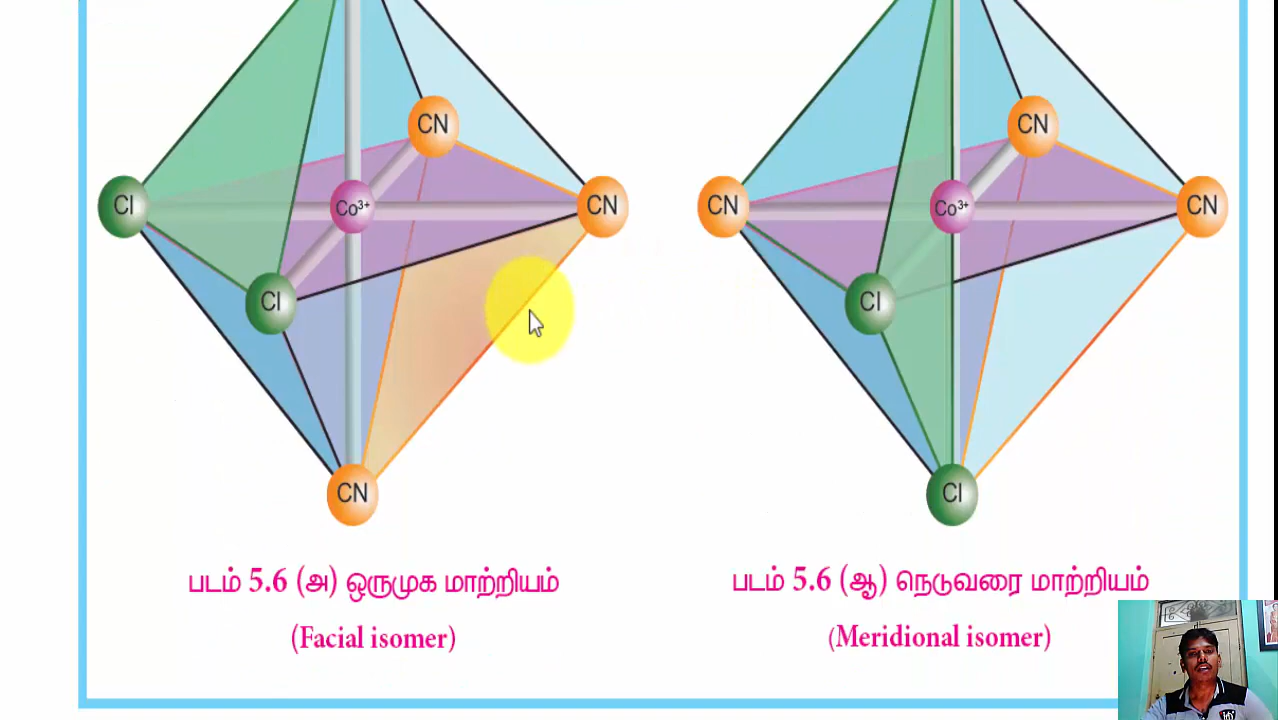 CN CN
Cl Co³⁺ CN CN Co³⁺ CN
Cl Cl
CN Cl
படம் 5.6 (அ) ஒருமுக மாற்றியம் படம் 5.6 (ஆ) நெடுவரை மாற்றியம்
(Facial isomer) (Meridional isomer)